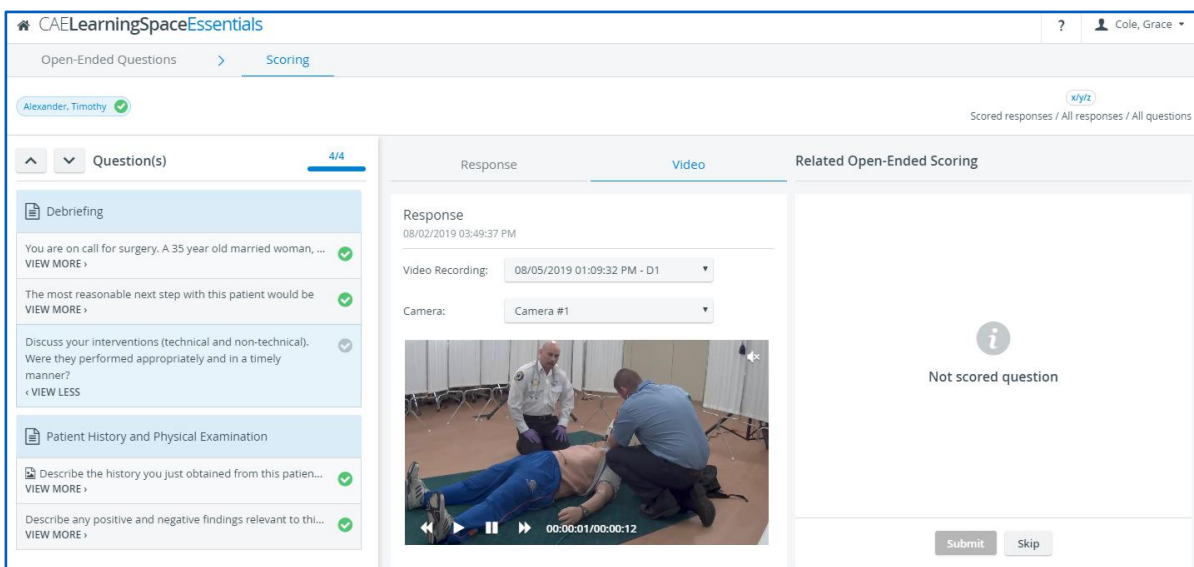 CAELearningSpaceEssentials
?
Cole, Grace
Open-Ended Questions > Scoring
Alexander, Timothy
x/y/z
Scored responses / All responses / All questions
Question(s)
4/4
Debriefing
You are on call for surgery. A 35 year old married woman, ...
VIEW MORE ›
The most reasonable next step with this patient would be
VIEW MORE ›
Discuss your interventions (technical and non-technical).
Were they performed appropriately and in a timely
manner?
‹ VIEW LESS
Patient History and Physical Examination
Describe the history you just obtained from this patien...
VIEW MORE ›
Describe any positive and negative findings relevant to thi...
VIEW MORE ›
Response
Video
Response
08/02/2019 03:49:37 PM
Video Recording: 08/05/2019 01:09:32 PM - D1
Camera: Camera #1
00:00:01/00:00:12
Related Open-Ended Scoring
i
Not scored question
Submit
Skip